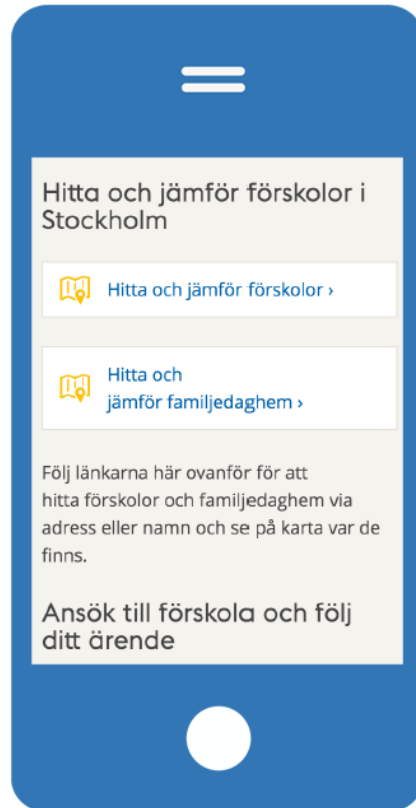 Hitta och jämför förskolor i
Stockholm
Hitta och jämför förskolor ›
Hitta och
jämför familjedaghem ›
Följ länkarna här ovanför för att
hitta förskolor och familjedaghem via
adress eller namn och se på karta var de
finns.
Ansök till förskola och följ
ditt ärende